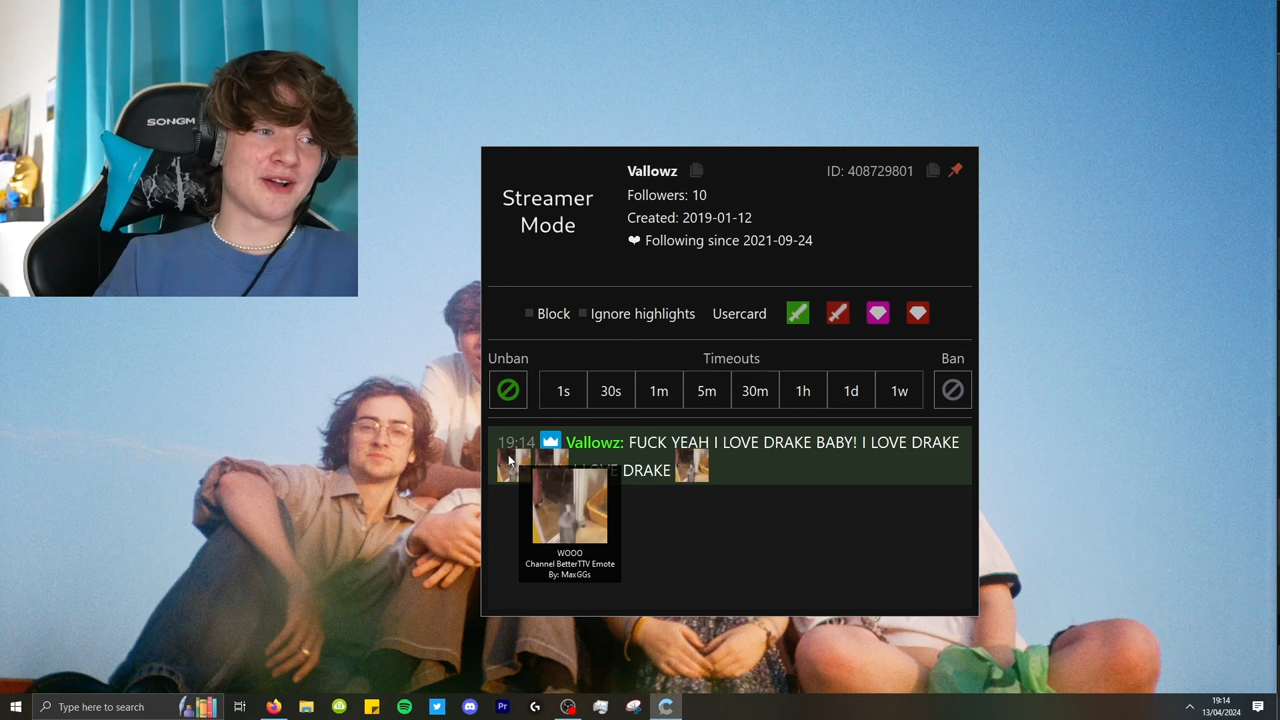 SONGM
Streamer
Mode
Vallowz
ID: 408729801
Followers: 10
Created: 2019-01-12
❤ Following since 2021-09-24
Block
Ignore highlights
Usercard
Unban
Timeouts
Ban
1s
30s
1m
5m
30m
1h
1d
1w
19:14 Vallowz: FUCK YEAH I LOVE DRAKE BABY! I LOVE DRAKE
I LOVE DRAKE
WOOO
Channel BetterTTV Emote
By: MaxGGs
Type here to search
Pr
19:14
13/04/2024